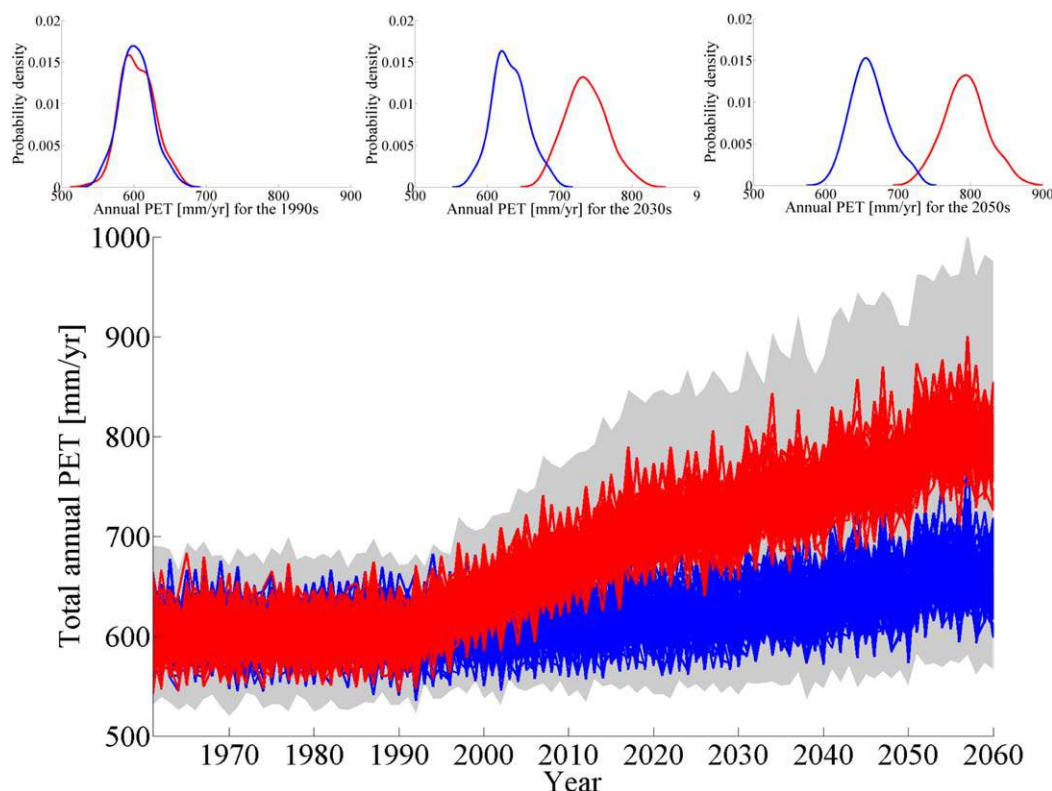 0.02
0.015
0.01
0.005
0
Probability density
500 600 700 800 900
Annual PET [mm/yr] for the 1990s
0.02
0.015
0.01
0.005
0
Probability density
500 600 700 800 9
Annual PET [mm/yr] for the 2030s
0.02
0.015
0.01
0.005
0
Probability density
500 600 700 800 900
Annual PET [mm/yr] for the 2050s
1000
900
800
700
600
500
Total annual PET [mm/yr]
1970 1980 1990 2000 2010 2020 2030 2040 2050 2060
Year